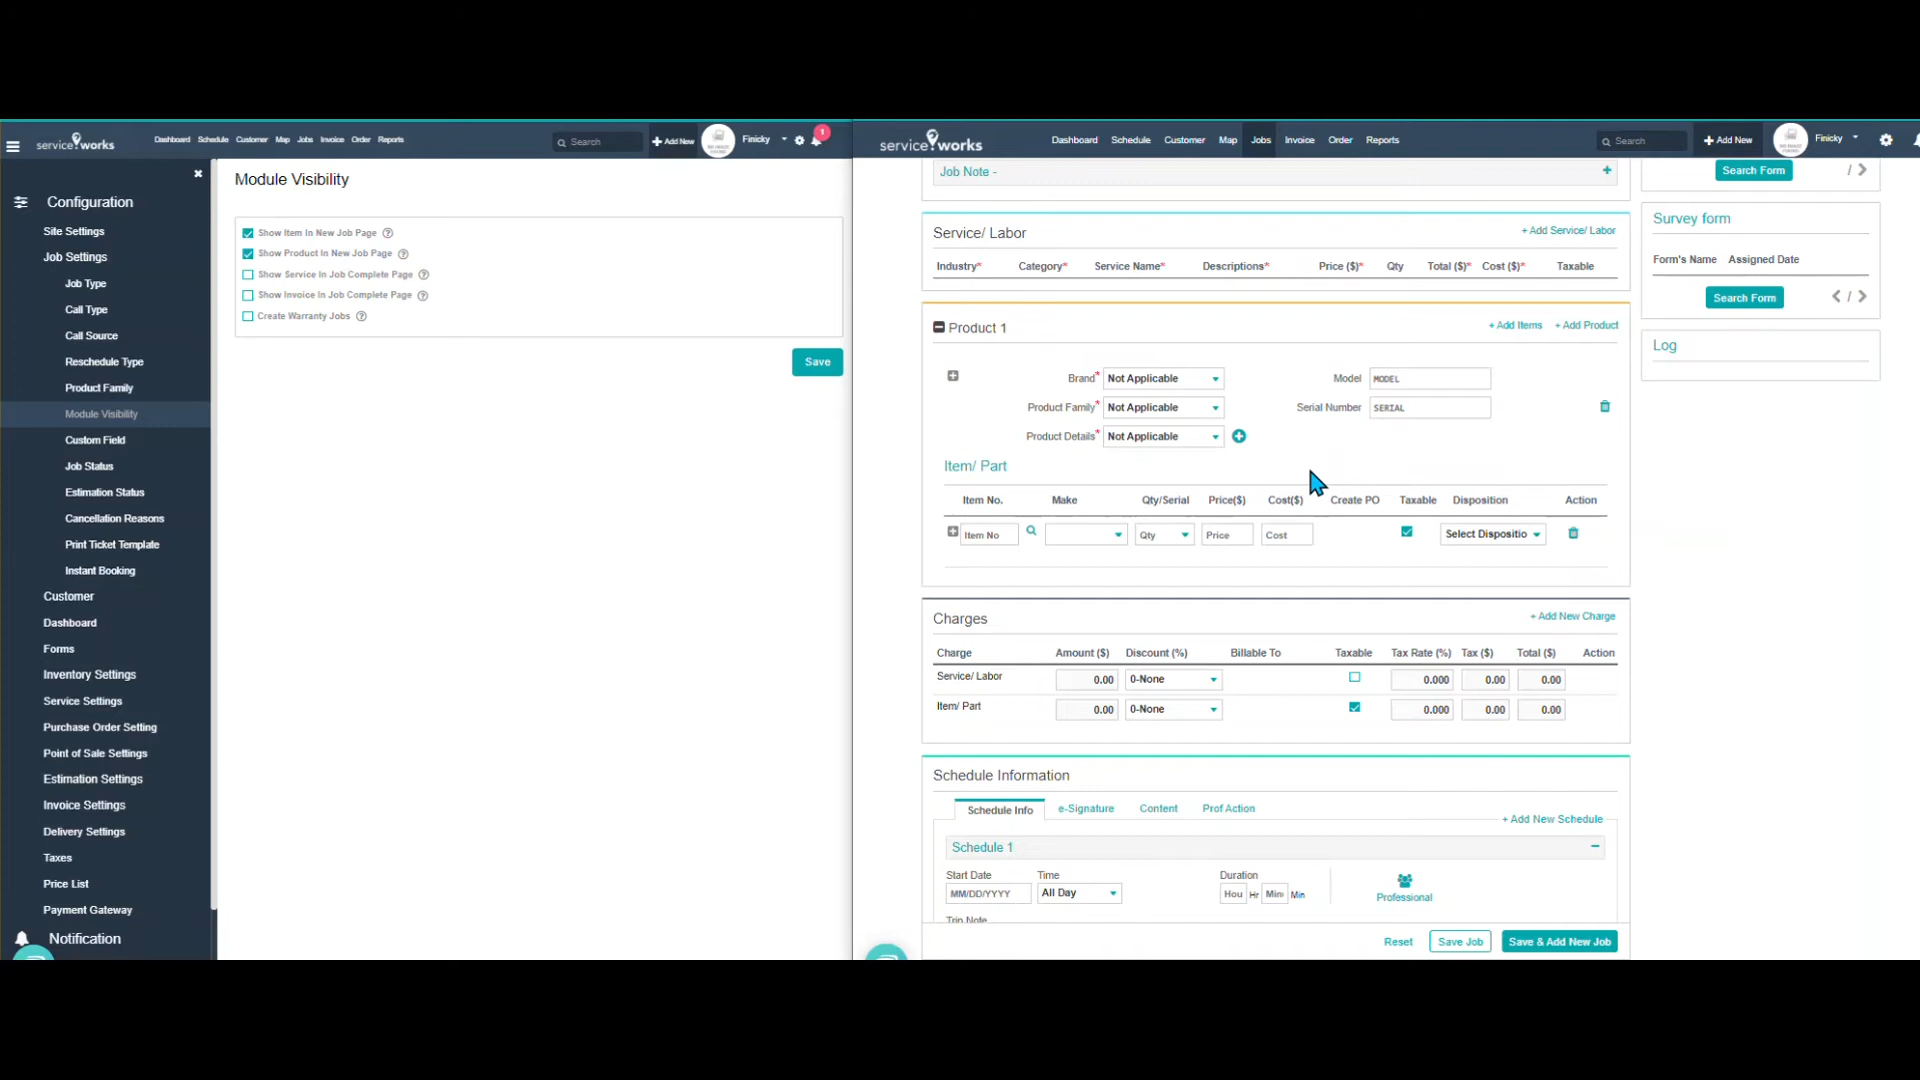 service works
Dashboard Schedule Customer Map Jobs Invoice Order Reports
Search
Add New
Finicky
1
Configuration
Site Settings
Job Settings
Job Type
Call Type
Call Source
Reschedule Type
Product Family
Module Visibility
Custom Field
Job Status
Estimation Status
Cancellation Reasons
Print Ticket Template
Instant Booking
Customer
Dashboard
Forms
Inventory Settings
Service Settings
Purchase Order Setting
Point of Sale Settings
Estimation Settings
Invoice Settings
Delivery Settings
Taxes
Price List
Payment Gateway
Notification
Module Visibility
Show Item In New Job Page
Show Product In New Job Page
Show Service In Job Complete Page
Show Invoice In Job Complete Page
Create Warranty Jobs
Save
service works
Dashboard Schedule Customer Map Jobs Invoice Order Reports
Search
Add New
Finicky
Job Note -
Service/ Labor
+ Add Service/ Labor
Industry* Category* Service Name* Descriptions* Price ($)* Qty Total ($)* Cost ($)* Taxable
Product 1
+ Add Items + Add Product
Brand* Not Applicable Model MODEL
Product Family* Not Applicable Serial Number SERIAL
Product Details* Not Applicable
Item/ Part
Item No. Make Qty/Serial Price($) Cost($) Create PO Taxable Disposition Action
Item No Qty Price Cost Select Dispositio
Charges
+ Add New Charge
Charge Amount ($) Discount (%) Billable To Taxable Tax Rate (%) Tax ($) Total ($) Action
Service/ Labor 0.00 0-None 0.000 0.00 0.00
Item/ Part 0.00 0-None 0.000 0.00 0.00
Schedule Information
Schedule Info e-Signature Content Prof Action
+ Add New Schedule
Schedule 1
Start Date Time Duration
MM/DD/YYYY All Day Hou Hr Min Min
Professional
Trip Note
Reset Save Job Save & Add New Job
Search Form
/
Survey form
Form's Name Assigned Date
Search Form
/
Log